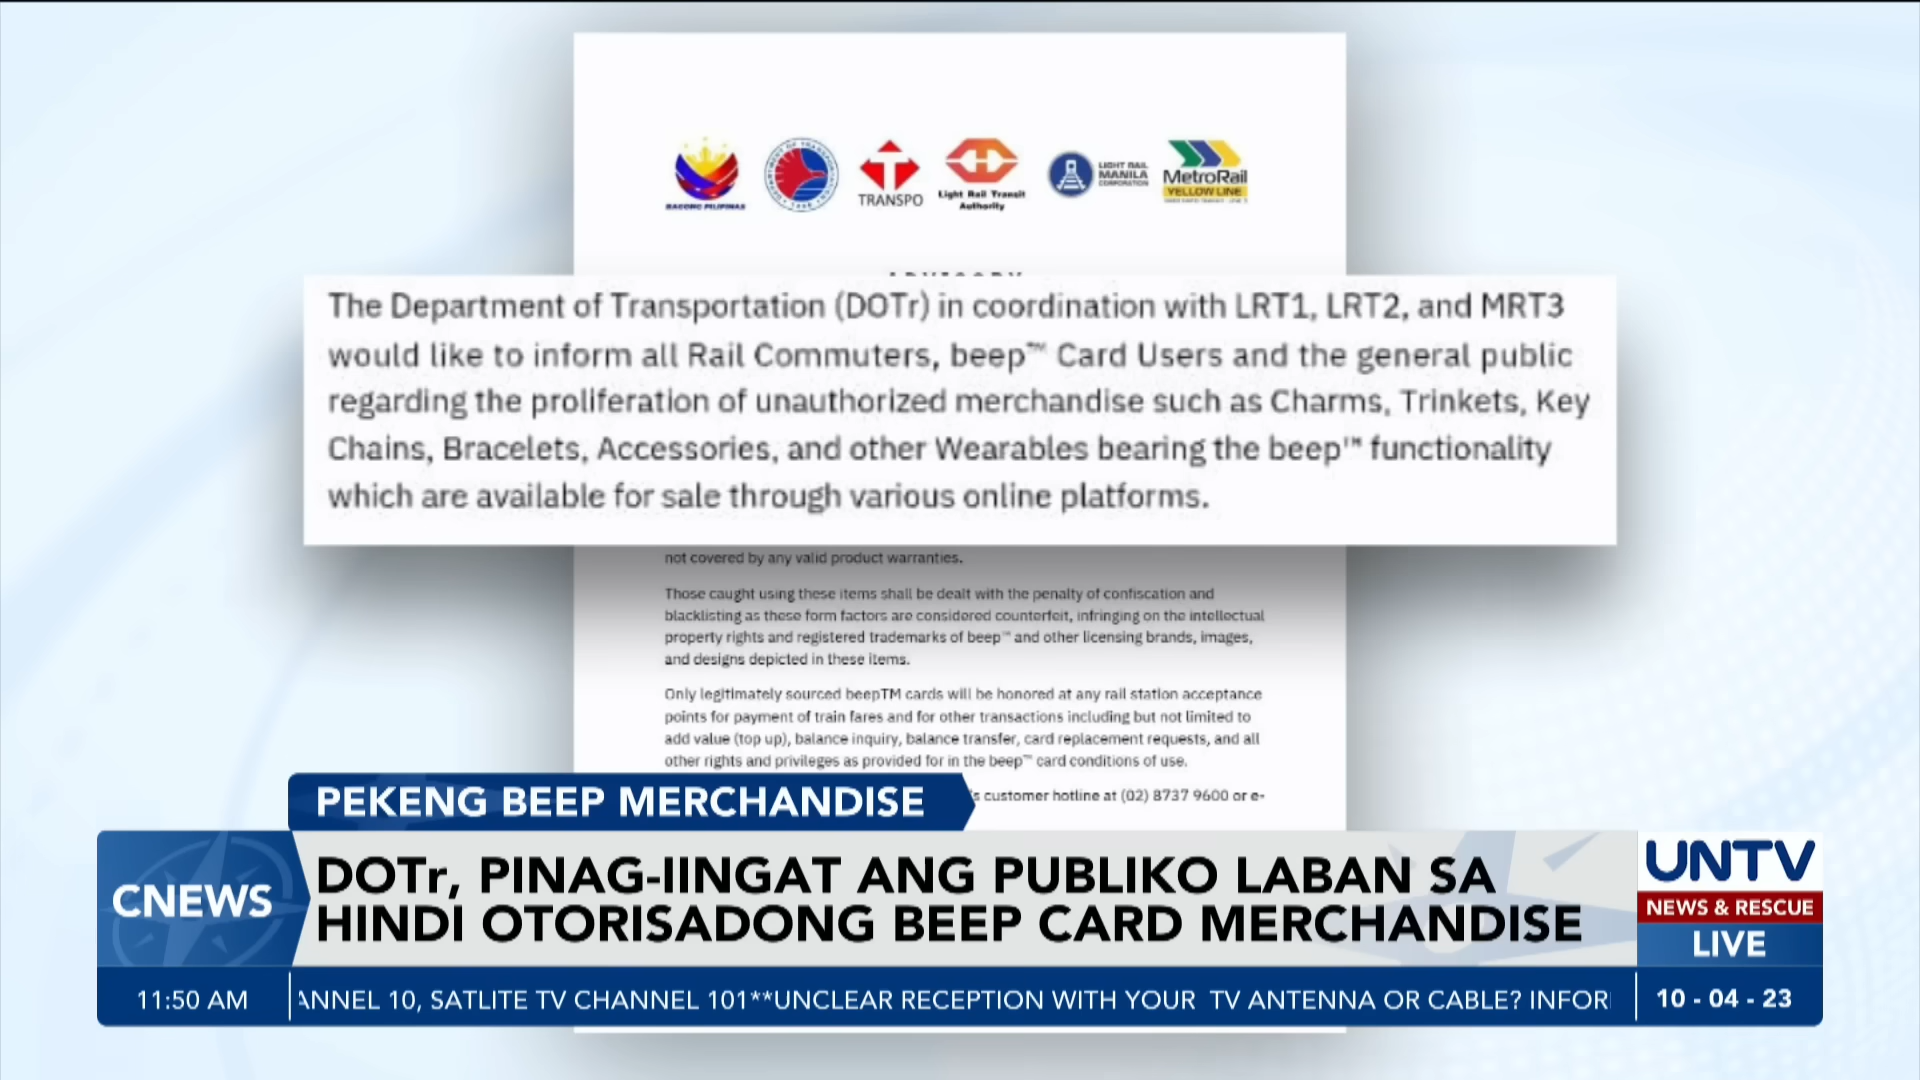 BAGONG PILIPINAS
DEPARTMENT OF TRANSPORTATION
TRANSPO
Light Rail Transit
Authority
LIGHT RAIL
MANILA
CORPORATION
MetroRail
YELLOW LINE
The Department of Transportation (DOTr) in coordination with LRT1, LRT2, and MRT3
would like to inform all Rail Commuters, beep™ Card Users and the general public
regarding the proliferation of unauthorized merchandise such as Charms, Trinkets, Key
Chains, Bracelets, Accessories, and other Wearables bearing the beep™ functionality
which are available for sale through various online platforms.
not covered by any valid product warranties.
Those caught using these items shall be dealt with the penalty of confiscation and
blacklisting as these form factors are considered counterfeit, infringing on the intellectual
property rights and registered trademarks of beep™ and other licensing brands, images,
and designs depicted in these items.
Only legitimately sourced beepTM cards will be honored at any rail station acceptance
points for payment of train fares and for other transactions including but not limited to
add value (top up), balance inquiry, balance transfer, card replacement requests, and all
other rights and privileges as provided for in the beep™ card conditions of use.
's customer hotline at (02) 8737 9600 or e-
PEKENG BEEP MERCHANDISE
CNEWS
DOTr, PINAG-IINGAT ANG PUBLIKO LABAN SA
HINDI OTORISADONG BEEP CARD MERCHANDISE
UNTV
NEWS & RESCUE
LIVE
11:50 AM
ANNEL 10, SATLITE TV CHANNEL 101**UNCLEAR RECEPTION WITH YOUR TV ANTENNA OR CABLE? INFOR
10 - 04 - 23